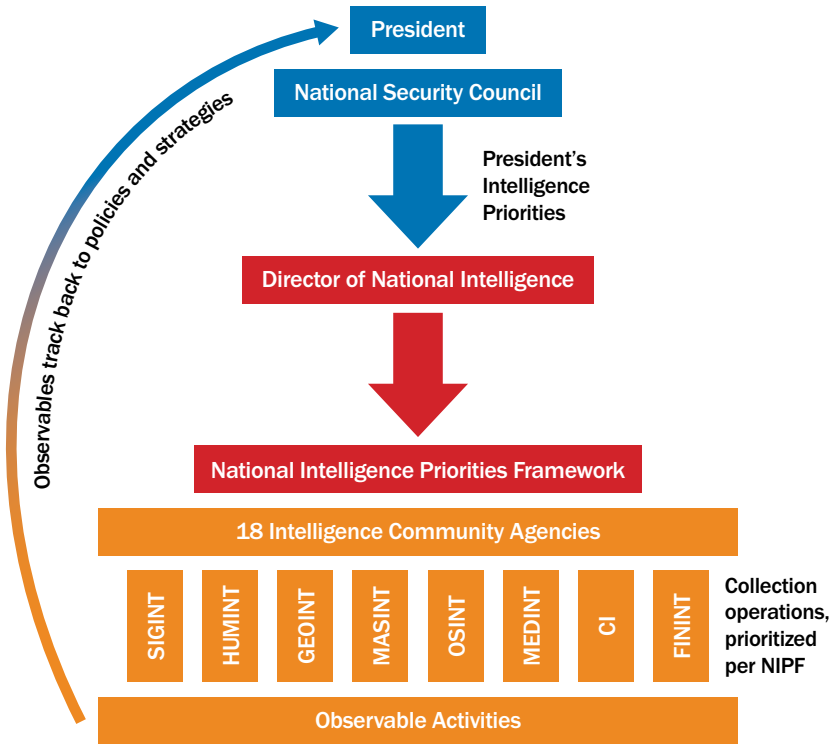 President
National Security Council
President’s
Intelligence
Priorities
Observables track back to policies and strategies
Director of National Intelligence
National Intelligence Priorities Framework
18 Intelligence Community Agencies
SIGINT
HUMINT
GEOINT
MASINT
OSINT
MEDINT
CI
FININT
Collection
operations,
prioritized
per NIPF
Observable Activities